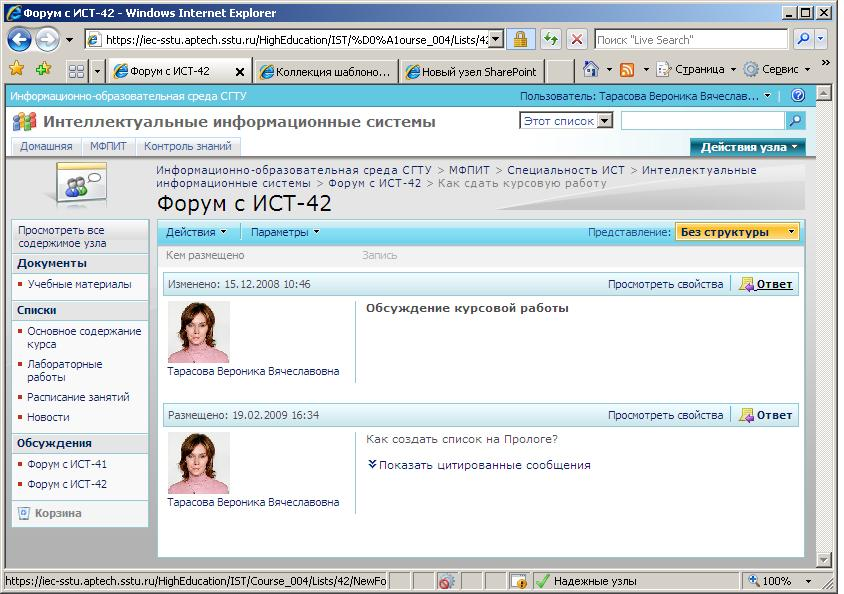 Форум с ИСТ-42 - Windows Internet Explorer
https://iec-sstu.aptech.sstu.ru/HighEducation/IST/%D0%A1ourse_004/Lists/42
Поиск "Live Search"
Форум с ИСТ-42
Коллекция шаблоно...
Новый узел SharePoint
Страница
Сервис
»
Информационно-образовательная среда СГТУ
Пользователь: Тарасова Вероника Вячеслав...
Интеллектуальные информационные системы
Этот список
Домашняя
МФПИТ
Контроль знаний
Действия узла
Информационно-образовательная среда СГТУ > МФПИТ > Специальность ИСТ > Интеллектуальные
информационные системы > Форум с ИСТ-42 > Как сдать курсовую работу
Форум с ИСТ-42
Просмотреть все
содержимое узла
Документы
Учебные материалы
Списки
Основное содержание
курса
Лабораторные
работы
Расписание занятий
Новости
Обсуждения
Форум с ИСТ-41
Форум с ИСТ-42
Корзина
Действия
Параметры
Представление: Без структуры
Кем размещено
Запись
Изменено: 15.12.2008 10:46
Просмотреть свойства
Ответ
Тарасова Вероника Вячеславовна
Обсуждение курсовой работы
Размещено: 19.02.2009 16:34
Просмотреть свойства
Ответ
Тарасова Вероника Вячеславовна
Как создать список на Прологе?
Показать цитированные сообщения
https://iec-sstu.aptech.sstu.ru/HighEducation/IST/Course_004/Lists/42/NewFo
Надежные узлы
100%